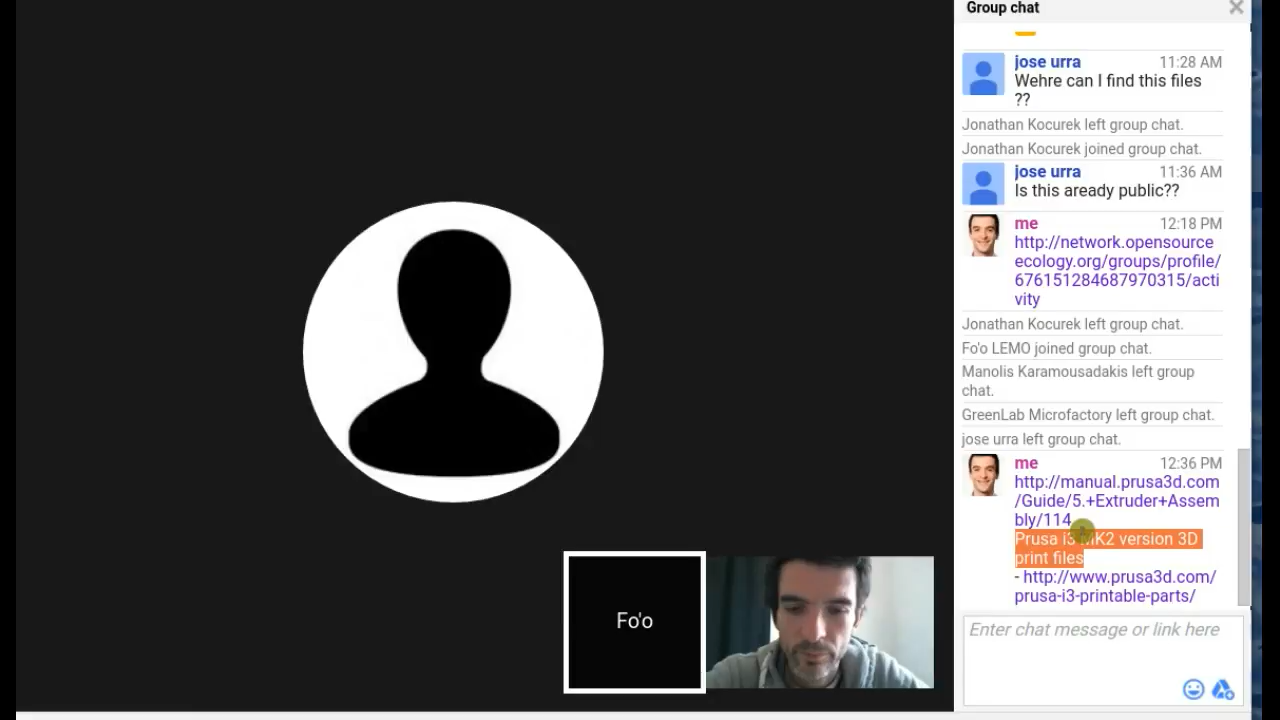 Group chat
jose urra 11:28 AM
Wehre can I find this files
??
Jonathan Kocurek left group chat.
Jonathan Kocurek joined group chat.
jose urra 11:36 AM
Is this aready public??
me 12:18 PM
http://network.opensource
ecology.org/groups/profile/
676151284687970315/acti
vity
Jonathan Kocurek left group chat.
Fo'o LEMO joined group chat.
Manolis Karamousadakis left group
chat.
GreenLab Microfactory left group chat.
jose urra left group chat.
me 12:36 PM
http://manual.prusa3d.com
/Guide/5.+Extruder+Assem
bly/114
Prusa i3 MK2 version 3D
print files
- http://www.prusa3d.com/
prusa-i3-printable-parts/
Enter chat message or link here
Fo'o